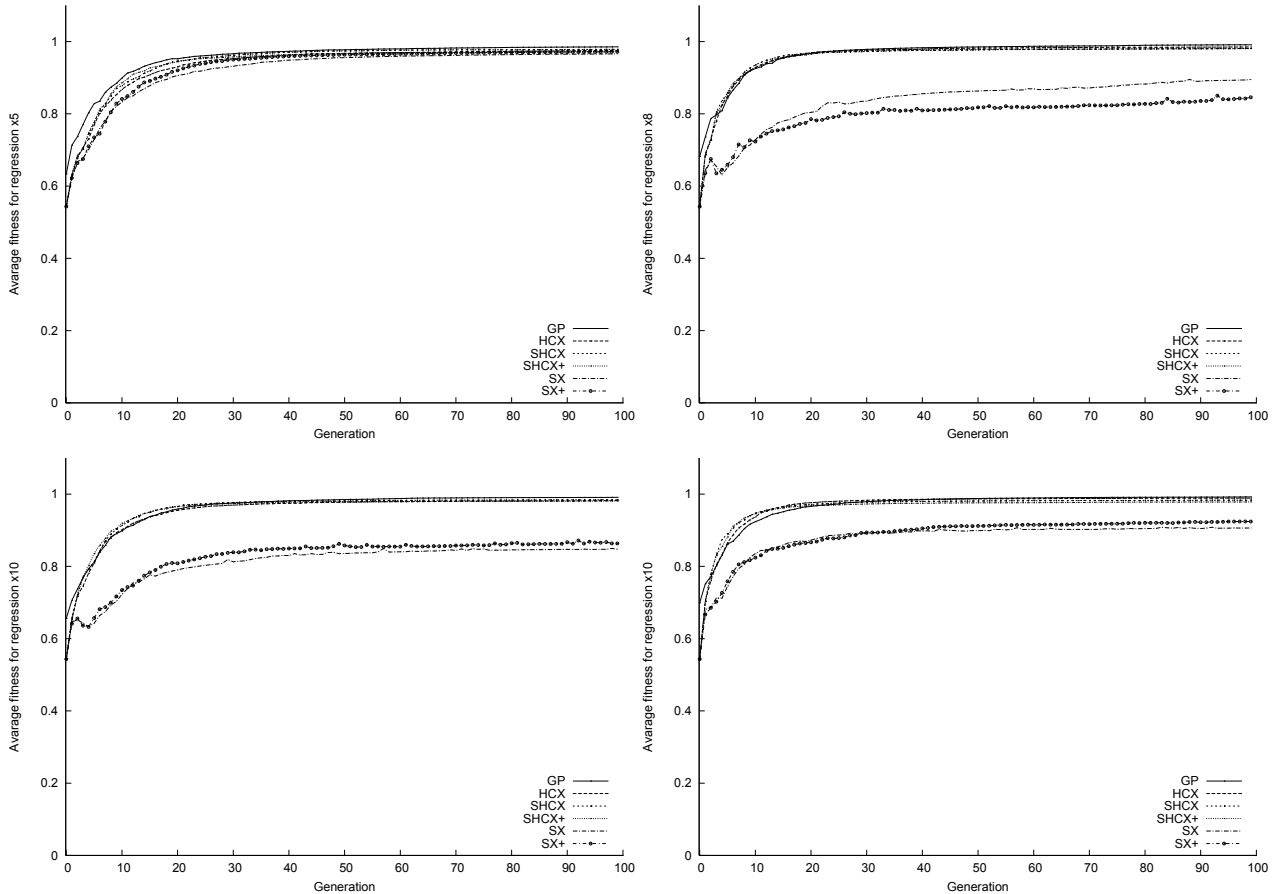 Avarage fitness for regression x5
1
0.8
0.6
0.4
0.2
0
0 10 20 30 40 50 60 70 80 90 100
Generation
GP
HCX
SHCX
SHCX+
SX
SX+
Avarage fitness for regression x8
1
0.8
0.6
0.4
0.2
0
0 10 20 30 40 50 60 70 80 90 100
Generation
GP
HCX
SHCX
SHCX+
SX
SX+
Avarage fitness for regression x10
1
0.8
0.6
0.4
0.2
0
0 10 20 30 40 50 60 70 80 90 100
Generation
GP
HCX
SHCX
SHCX+
SX
SX+
Avarage fitness for regression x10
1
0.8
0.6
0.4
0.2
0
0 10 20 30 40 50 60 70 80 90 100
Generation
GP
HCX
SHCX
SHCX+
SX
SX+